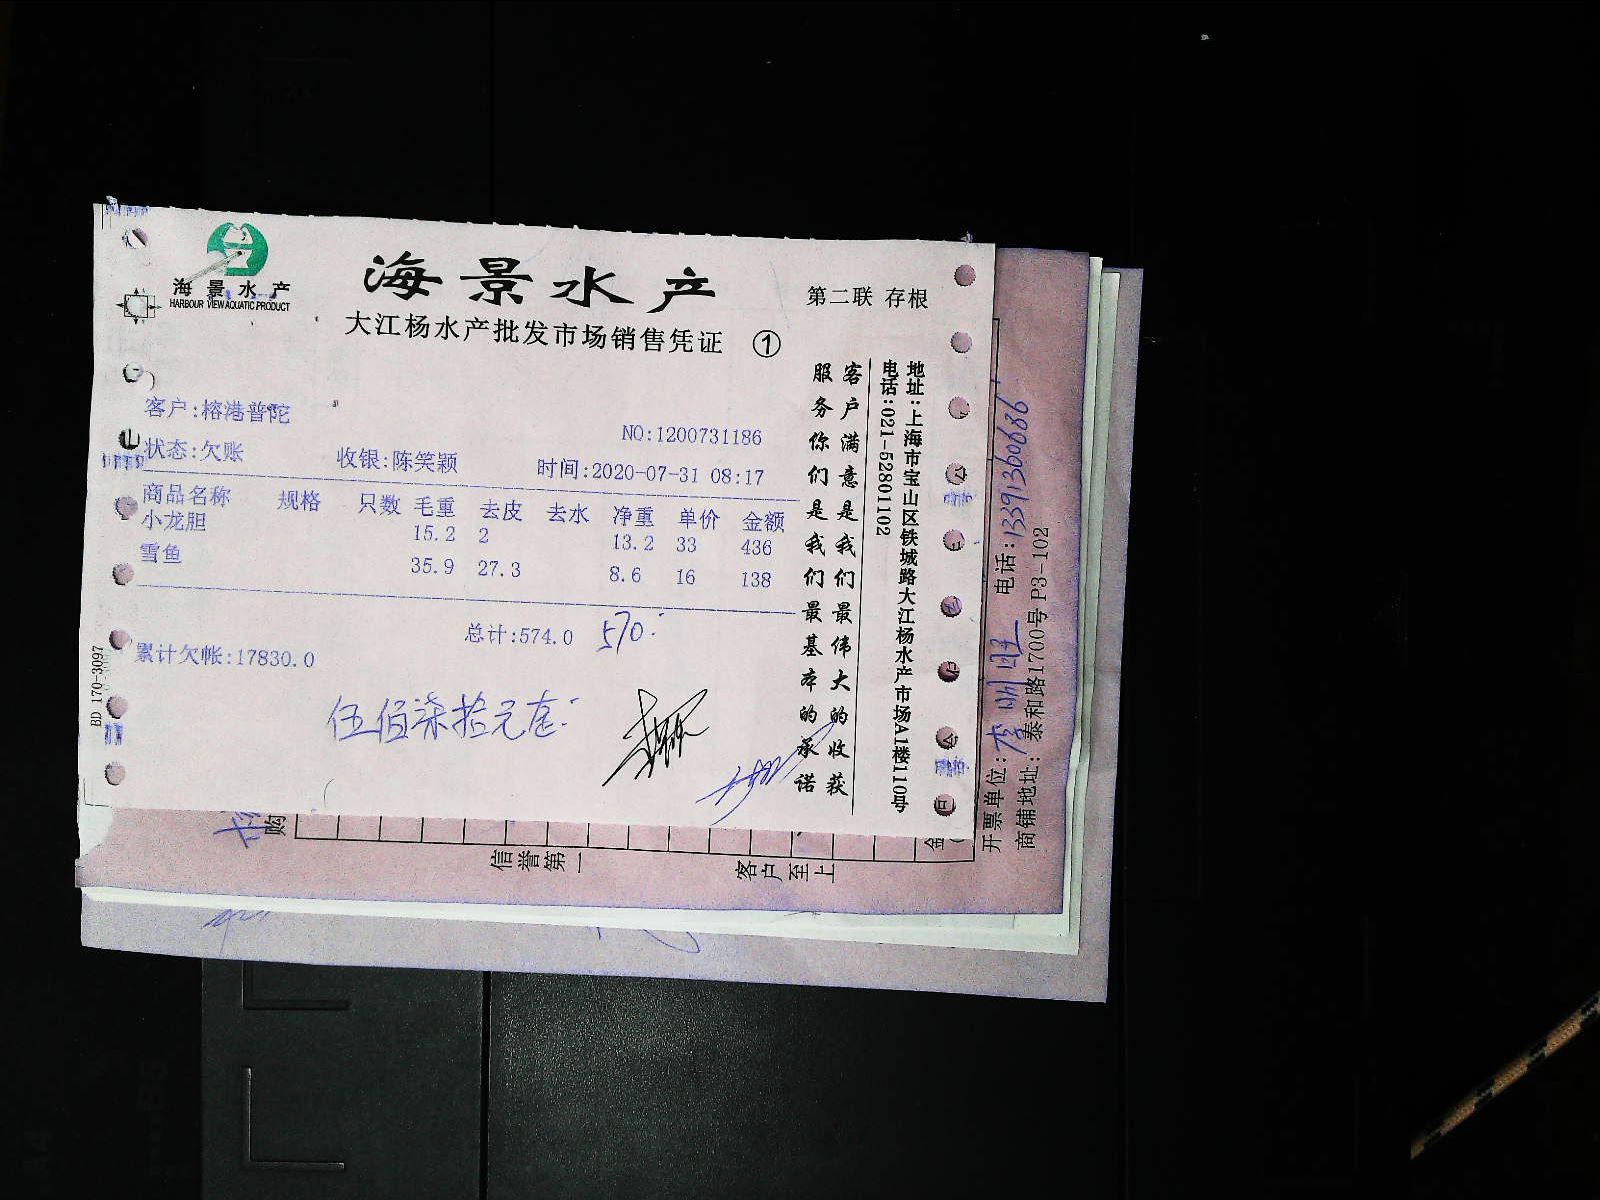 海景水产
HARBOUR VIEW AQUATIC PRODUCT
海景水产
大江杨水产批发市场销售凭证 ①
第二联 存根
客户:榕港普陀
NO:1200731186
状态:欠账 收银:陈笑颖 时间:2020-07-31 08:17
商品名称 规格 只数 毛重 去皮 去水 净重 单价 金额
小龙胆 15.2 2 13.2 33 436
雪鱼 35.9 27.3 8.6 16 138
总计:574.0 570.
累计欠帐:17830.0
伍佰柒拾元
客户满意是我们最伟大的收获
服务你们是我们最基本的承诺
地址:上海市宝山区铁城路大江杨水产市场A1楼110号
电话:021-52801102
BD 170-3097
开票单位: 电话:13391360686
商铺地址:泰和路1700号 P3-102
购
信誉第一
客户至上
金